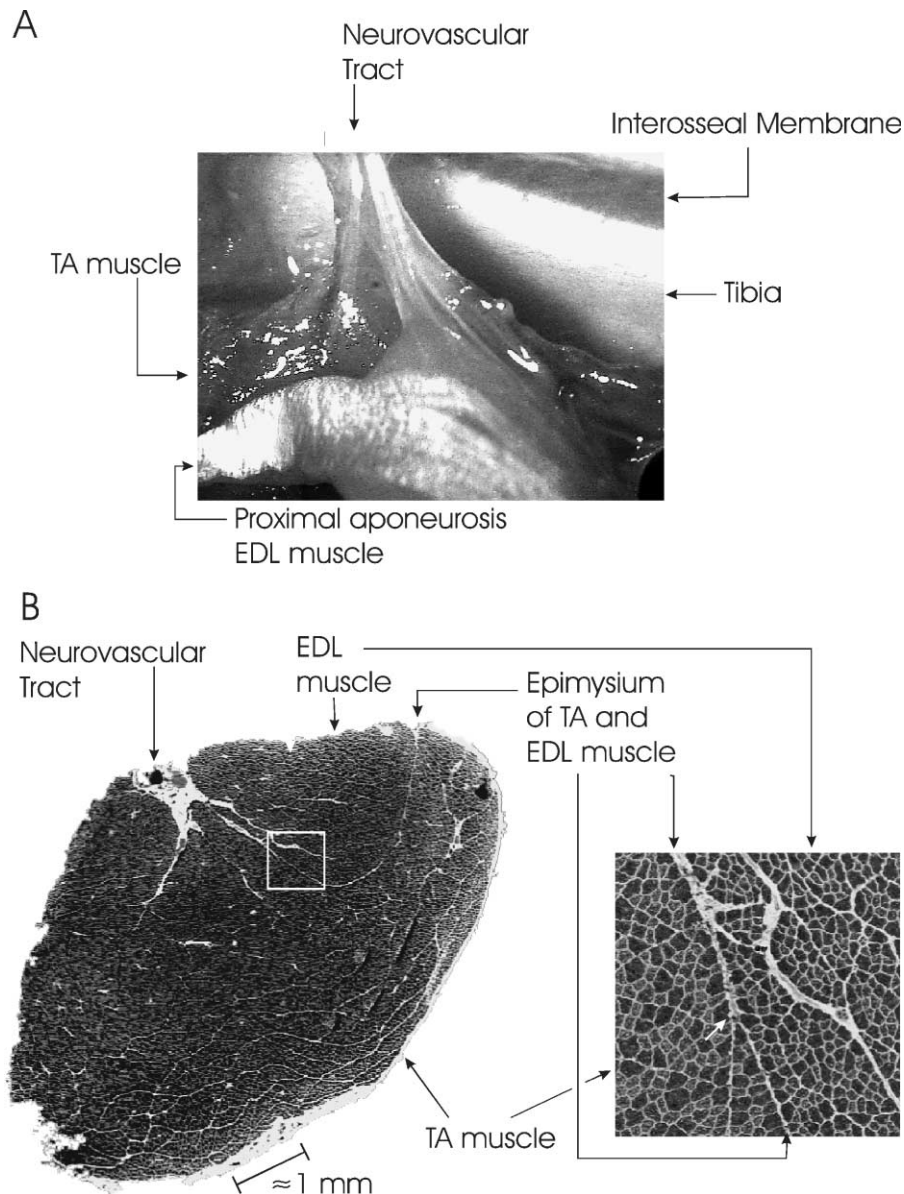 A
Neurovascular
Tract
Interosseal Membrane
TA muscle
Tibia
Proximal aponeurosis
EDL muscle
B
Neurovascular
Tract
EDL
muscle
Epimysium
of TA and
EDL muscle
TA muscle
≈1 mm